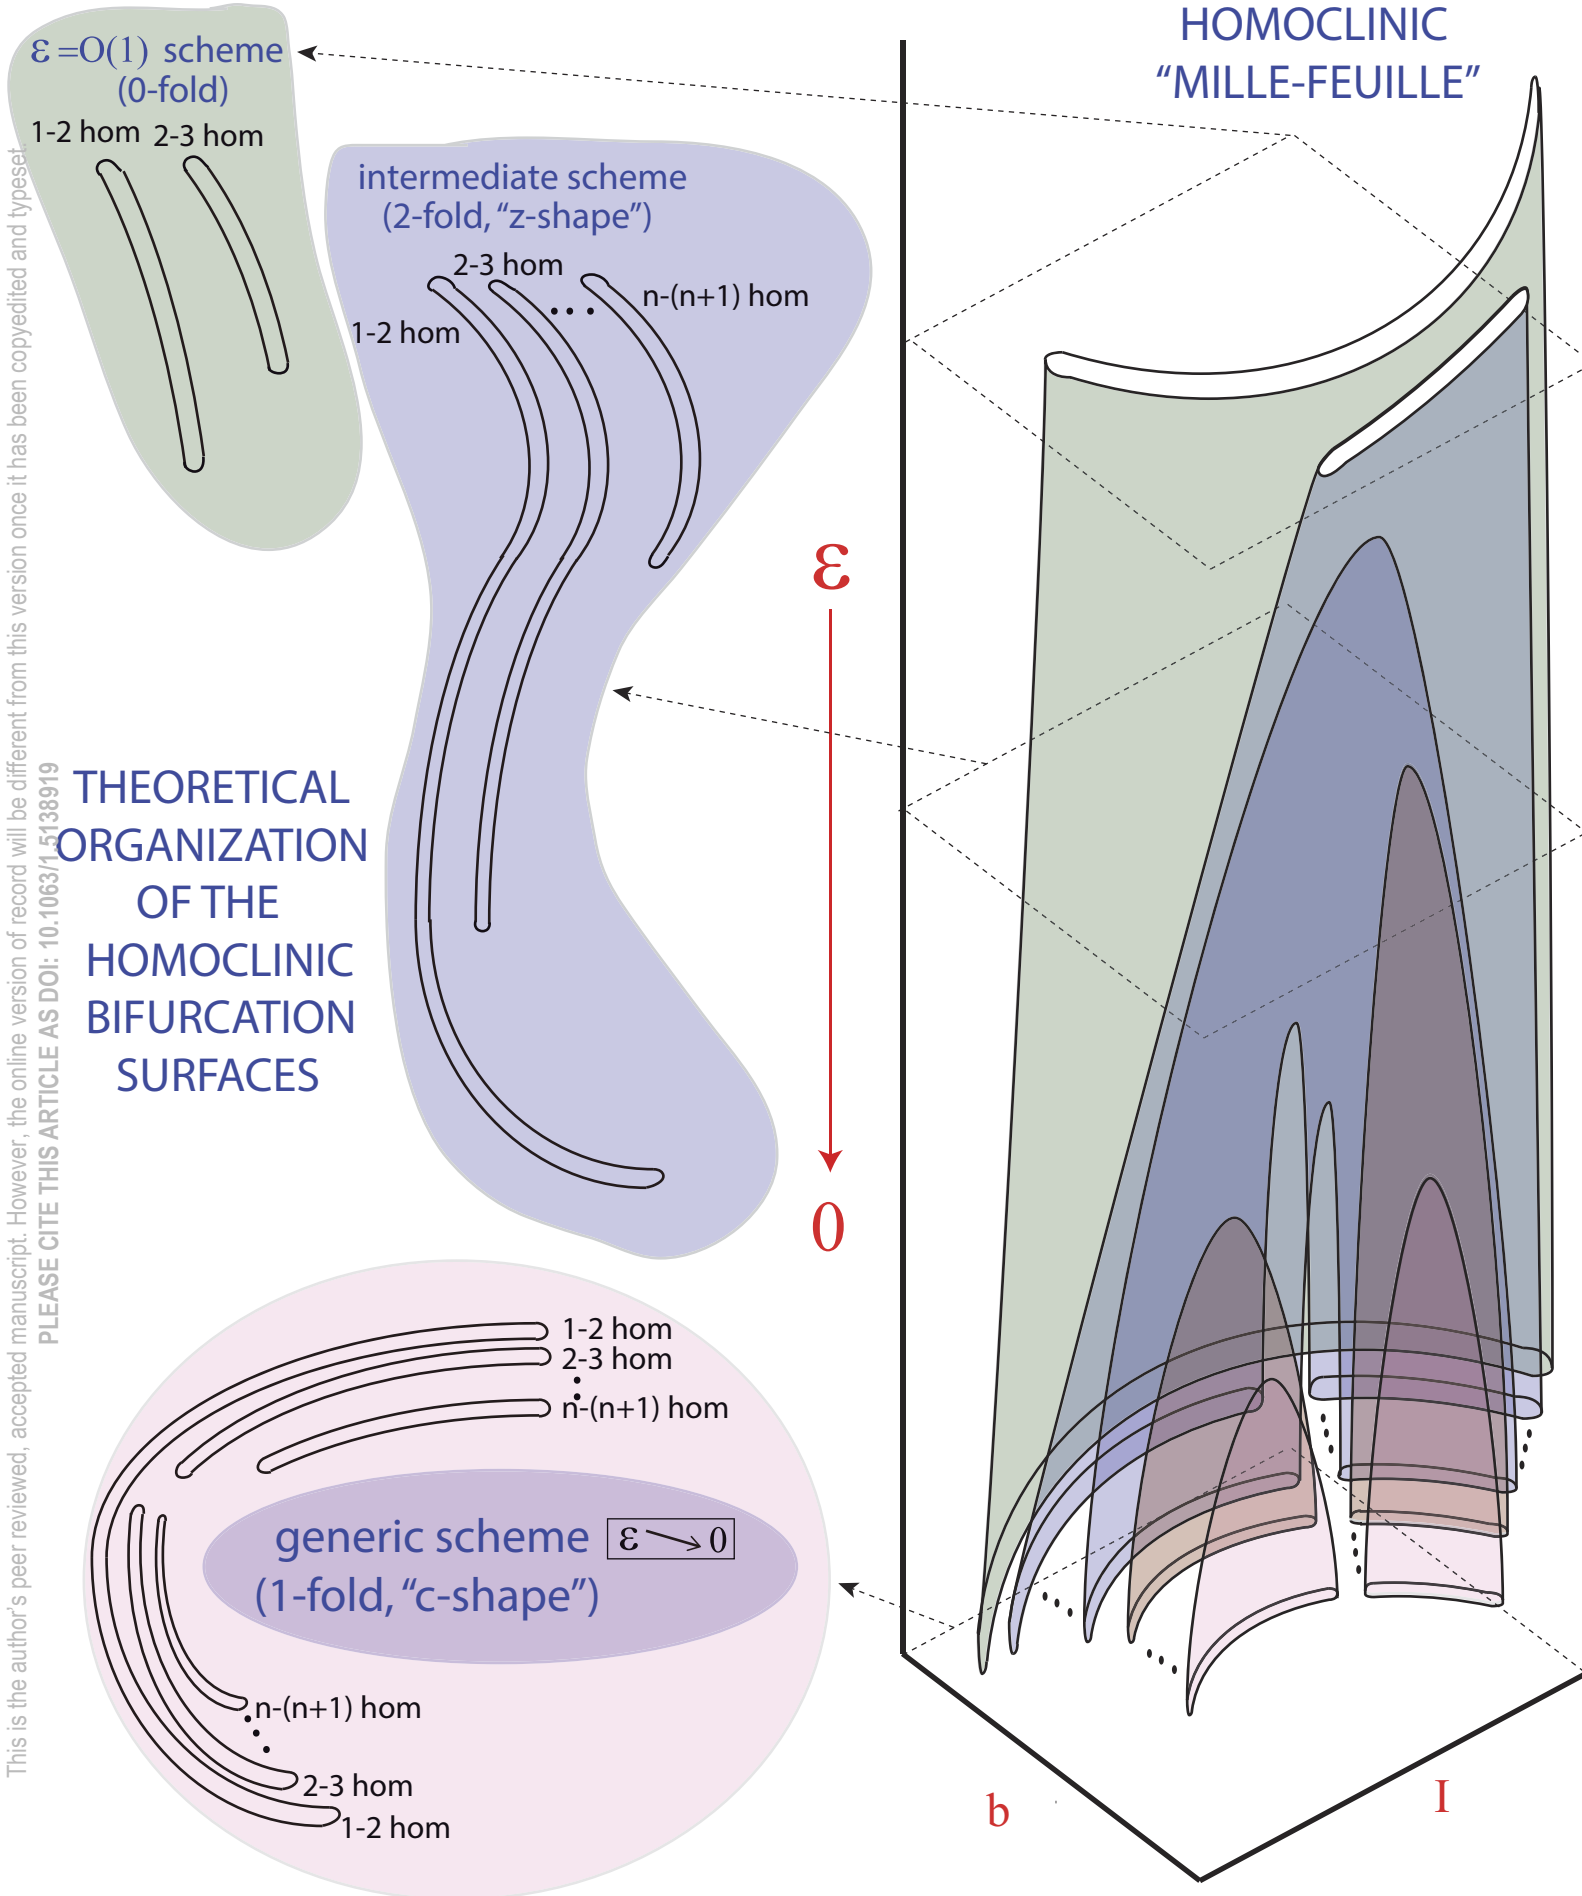 HOMOCLINIC
“MILLE-FEUILLE”
ε =O(1) scheme
(0-fold)
1-2 hom 2-3 hom
intermediate scheme
(2-fold, “z-shape”)
2-3 hom
n-(n+1) hom
1-2 hom
ε
0
THEORETICAL
ORGANIZATION
OF THE
HOMOCLINIC
BIFURCATION
SURFACES
1-2 hom
2-3 hom
n-(n+1) hom
generic scheme ε 0
(1-fold, “c-shape”)
n-(n+1) hom
2-3 hom
1-2 hom
b
I
This is the author’s peer reviewed, accepted manuscript. However, the online version of record will be different from this version once it has been copyedited and typeset.
PLEASE CITE THIS ARTICLE AS DOI: 10.1063/1.5138919